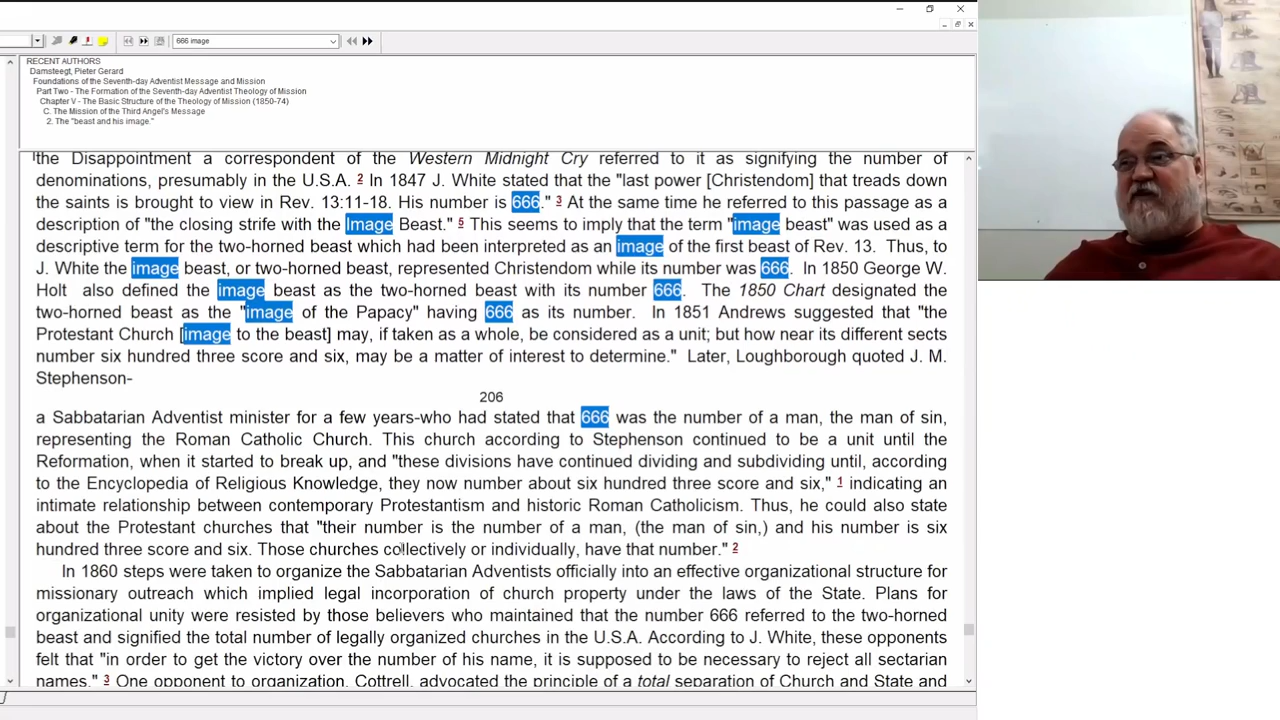 666 image
RECENT AUTHORS
Damsteegt, Pieter Gerard
Foundations of the Seventh-day Adventist Message and Mission
Part Two - The Formation of the Seventh-day Adventist Theology of Mission
Chapter V - The Basic Structure of the Theology of Mission (1850-74)
C. The Mission of the Third Angel's Message
2. The "beast and his image."
the Disappointment a correspondent of the Western Midnight Cry referred to it as signifying the number of
denominations, presumably in the U.S.A. 2 In 1847 J. White stated that the "last power [Christendom] that treads down
the saints is brought to view in Rev. 13:11-18. His number is 666." 3 At the same time he referred to this passage as a
description of "the closing strife with the Image Beast." 5 This seems to imply that the term "image beast" was used as a
descriptive term for the two-horned beast which had been interpreted as an image of the first beast of Rev. 13. Thus, to
J. White the image beast, or two-horned beast, represented Christendom while its number was 666. In 1850 George W.
Holt also defined the image beast as the two-horned beast with its number 666. The 1850 Chart designated the
two-horned beast as the "image of the Papacy" having 666 as its number. In 1851 Andrews suggested that "the
Protestant Church [image to the beast] may, if taken as a whole, be considered as a unit; but how near its different sects
number six hundred three score and six, may be a matter of interest to determine." Later, Loughborough quoted J. M.
Stephenson-
206
a Sabbatarian Adventist minister for a few years-who had stated that 666 was the number of a man, the man of sin,
representing the Roman Catholic Church. This church according to Stephenson continued to be a unit until the
Reformation, when it started to break up, and "these divisions have continued dividing and subdividing until, according
to the Encyclopedia of Religious Knowledge, they now number about six hundred three score and six," 1 indicating an
intimate relationship between contemporary Protestantism and historic Roman Catholicism. Thus, he could also state
about the Protestant churches that "their number is the number of a man, (the man of sin,) and his number is six
hundred three score and six. Those churches collectively or individually, have that number." 2
In 1860 steps were taken to organize the Sabbatarian Adventists officially into an effective organizational structure for
missionary outreach which implied legal incorporation of church property under the laws of the State. Plans for
organizational unity were resisted by those believers who maintained that the number 666 referred to the two-horned
beast and signified the total number of legally organized churches in the U.S.A. According to J. White, these opponents
felt that "in order to get the victory over the number of his name, it is supposed to be necessary to reject all sectarian
names." 3 One opponent to organization, Cottrell, advocated the principle of a total separation of Church and State and